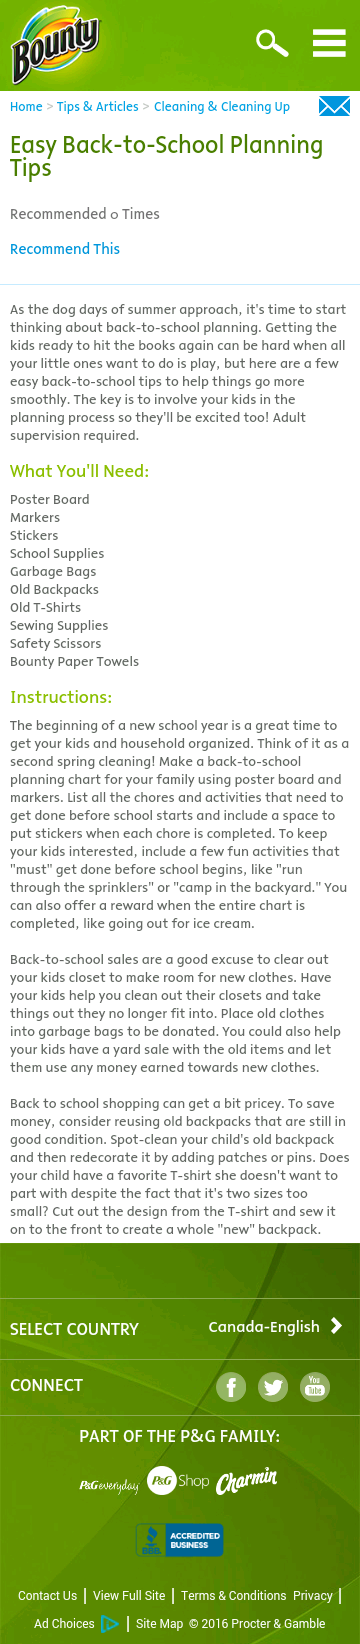 Bounty
Home > Tips & Articles > Cleaning & Cleaning Up
Easy Back-to-School Planning
Tips
Recommended 0 Times
Recommend This
As the dog days of summer approach, it's time to start
thinking about back-to-school planning. Getting the
kids ready to hit the books again can be hard when all
your little ones want to do is play, but here are a few
easy back-to-school tips to help things go more
smoothly. The key is to involve your kids in the
planning process so they'll be excited too! Adult
supervision required.
What You'll Need:
Poster Board
Markers
Stickers
School Supplies
Garbage Bags
Old Backpacks
Old T-Shirts
Sewing Supplies
Safety Scissors
Bounty Paper Towels
Instructions:
The beginning of a new school year is a great time to
get your kids and household organized. Think of it as a
second spring cleaning! Make a back-to-school
planning chart for your family using poster board and
markers. List all the chores and activities that need to
get done before school starts and include a space to
put stickers when each chore is completed. To keep
your kids interested, include a few fun activities that
"must" get done before school begins, like "run
through the sprinklers" or "camp in the backyard." You
can also offer a reward when the entire chart is
completed, like going out for ice cream.
Back-to-school sales are a good excuse to clear out
your kids closet to make room for new clothes. Have
your kids help you clean out their closets and take
things out they no longer fit into. Place old clothes
into garbage bags to be donated. You could also help
your kids have a yard sale with the old items and let
them use any money earned towards new clothes.
Back to school shopping can get a bit pricey. To save
money, consider reusing old backpacks that are still in
good condition. Spot-clean your child's old backpack
and then redecorate it by adding patches or pins. Does
your child have a favorite T-shirt she doesn't want to
part with despite the fact that it's two sizes too
small? Cut out the design from the T-shirt and sew it
on to the front to create a whole "new" backpack.
SELECT COUNTRY Canada-English
CONNECT f You Tube
PART OF THE P&G FAMILY:
P&G everyday P&G Shop Charmin
BBB ACCREDITED
BUSINESS
Contact Us | View Full Site | Terms & Conditions Privacy |
Ad Choices | Site Map © 2016 Procter & Gamble